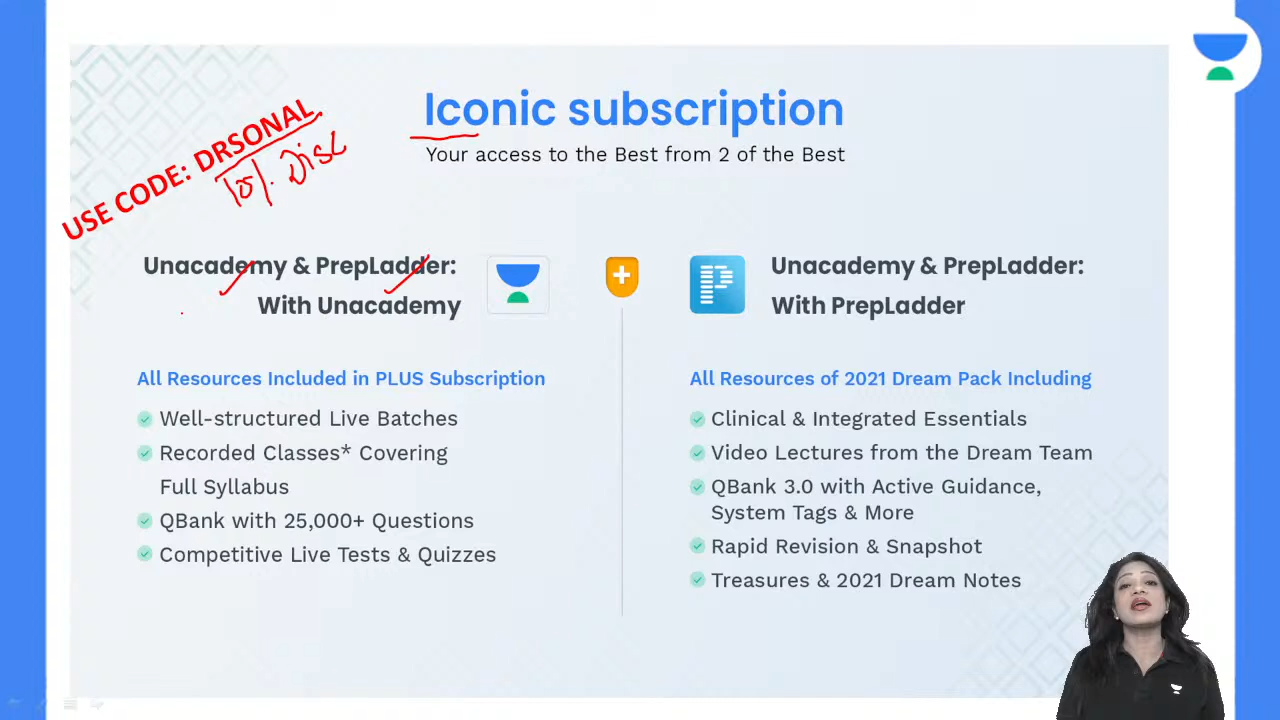 Iconic subscription
Your access to the Best from 2 of the Best
USE CODE: DRSONAL
10%. Disc
Unacademy & PrepLadder:
With Unacademy
All Resources Included in PLUS Subscription
Well-structured Live Batches
Recorded Classes* Covering
Full Syllabus
QBank with 25,000+ Questions
Competitive Live Tests & Quizzes
Unacademy & PrepLadder:
With PrepLadder
All Resources of 2021 Dream Pack Including
Clinical & Integrated Essentials
Video Lectures from the Dream Team
QBank 3.0 with Active Guidance,
System Tags & More
Rapid Revision & Snapshot
Treasures & 2021 Dream Notes